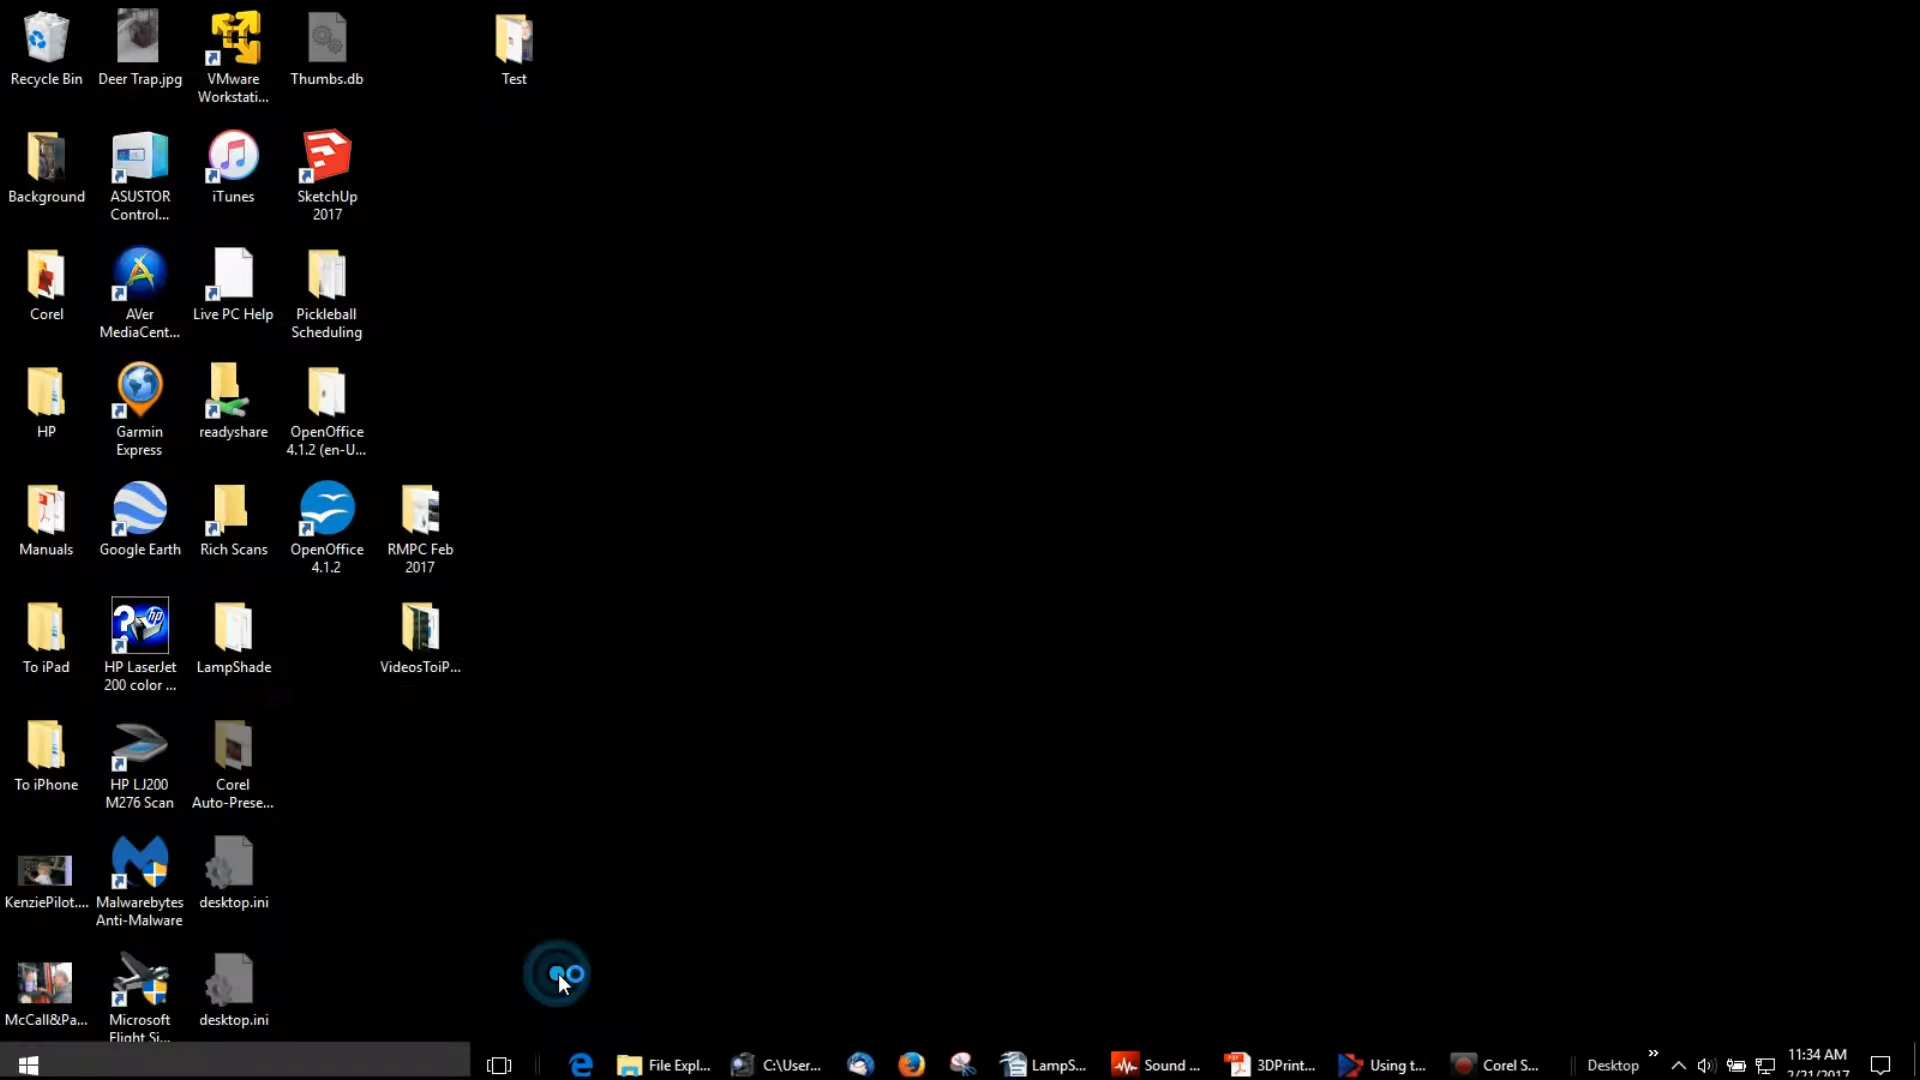 Recycle Bin
Deer Trap.jpg
VMware
Workstati...
Thumbs.db
Test
Background
ASUSTOR
Control...
iTunes
SketchUp
2017
Corel
AVer
MediaCent...
Live PC Help
Pickleball
Scheduling
HP
Garmin
Express
readyshare
OpenOffice
4.1.2 (en-U...
Manuals
Google Earth
Rich Scans
OpenOffice
4.1.2
RMPC Feb
2017
To iPad
HP LaserJet
200 color ...
LampShade
VideosToiP...
To iPhone
HP LJ200
M276 Scan
Corel
Auto-Prese...
KenziePilot....
Malwarebytes
Anti-Malware
desktop.ini
McCall&Pa...
Microsoft
Flight Si...
desktop.ini
File Expl...
C:\User...
LampS...
Sound ...
3DPrint...
Using t...
Corel S...
Desktop
11:34 AM
2/21/2017